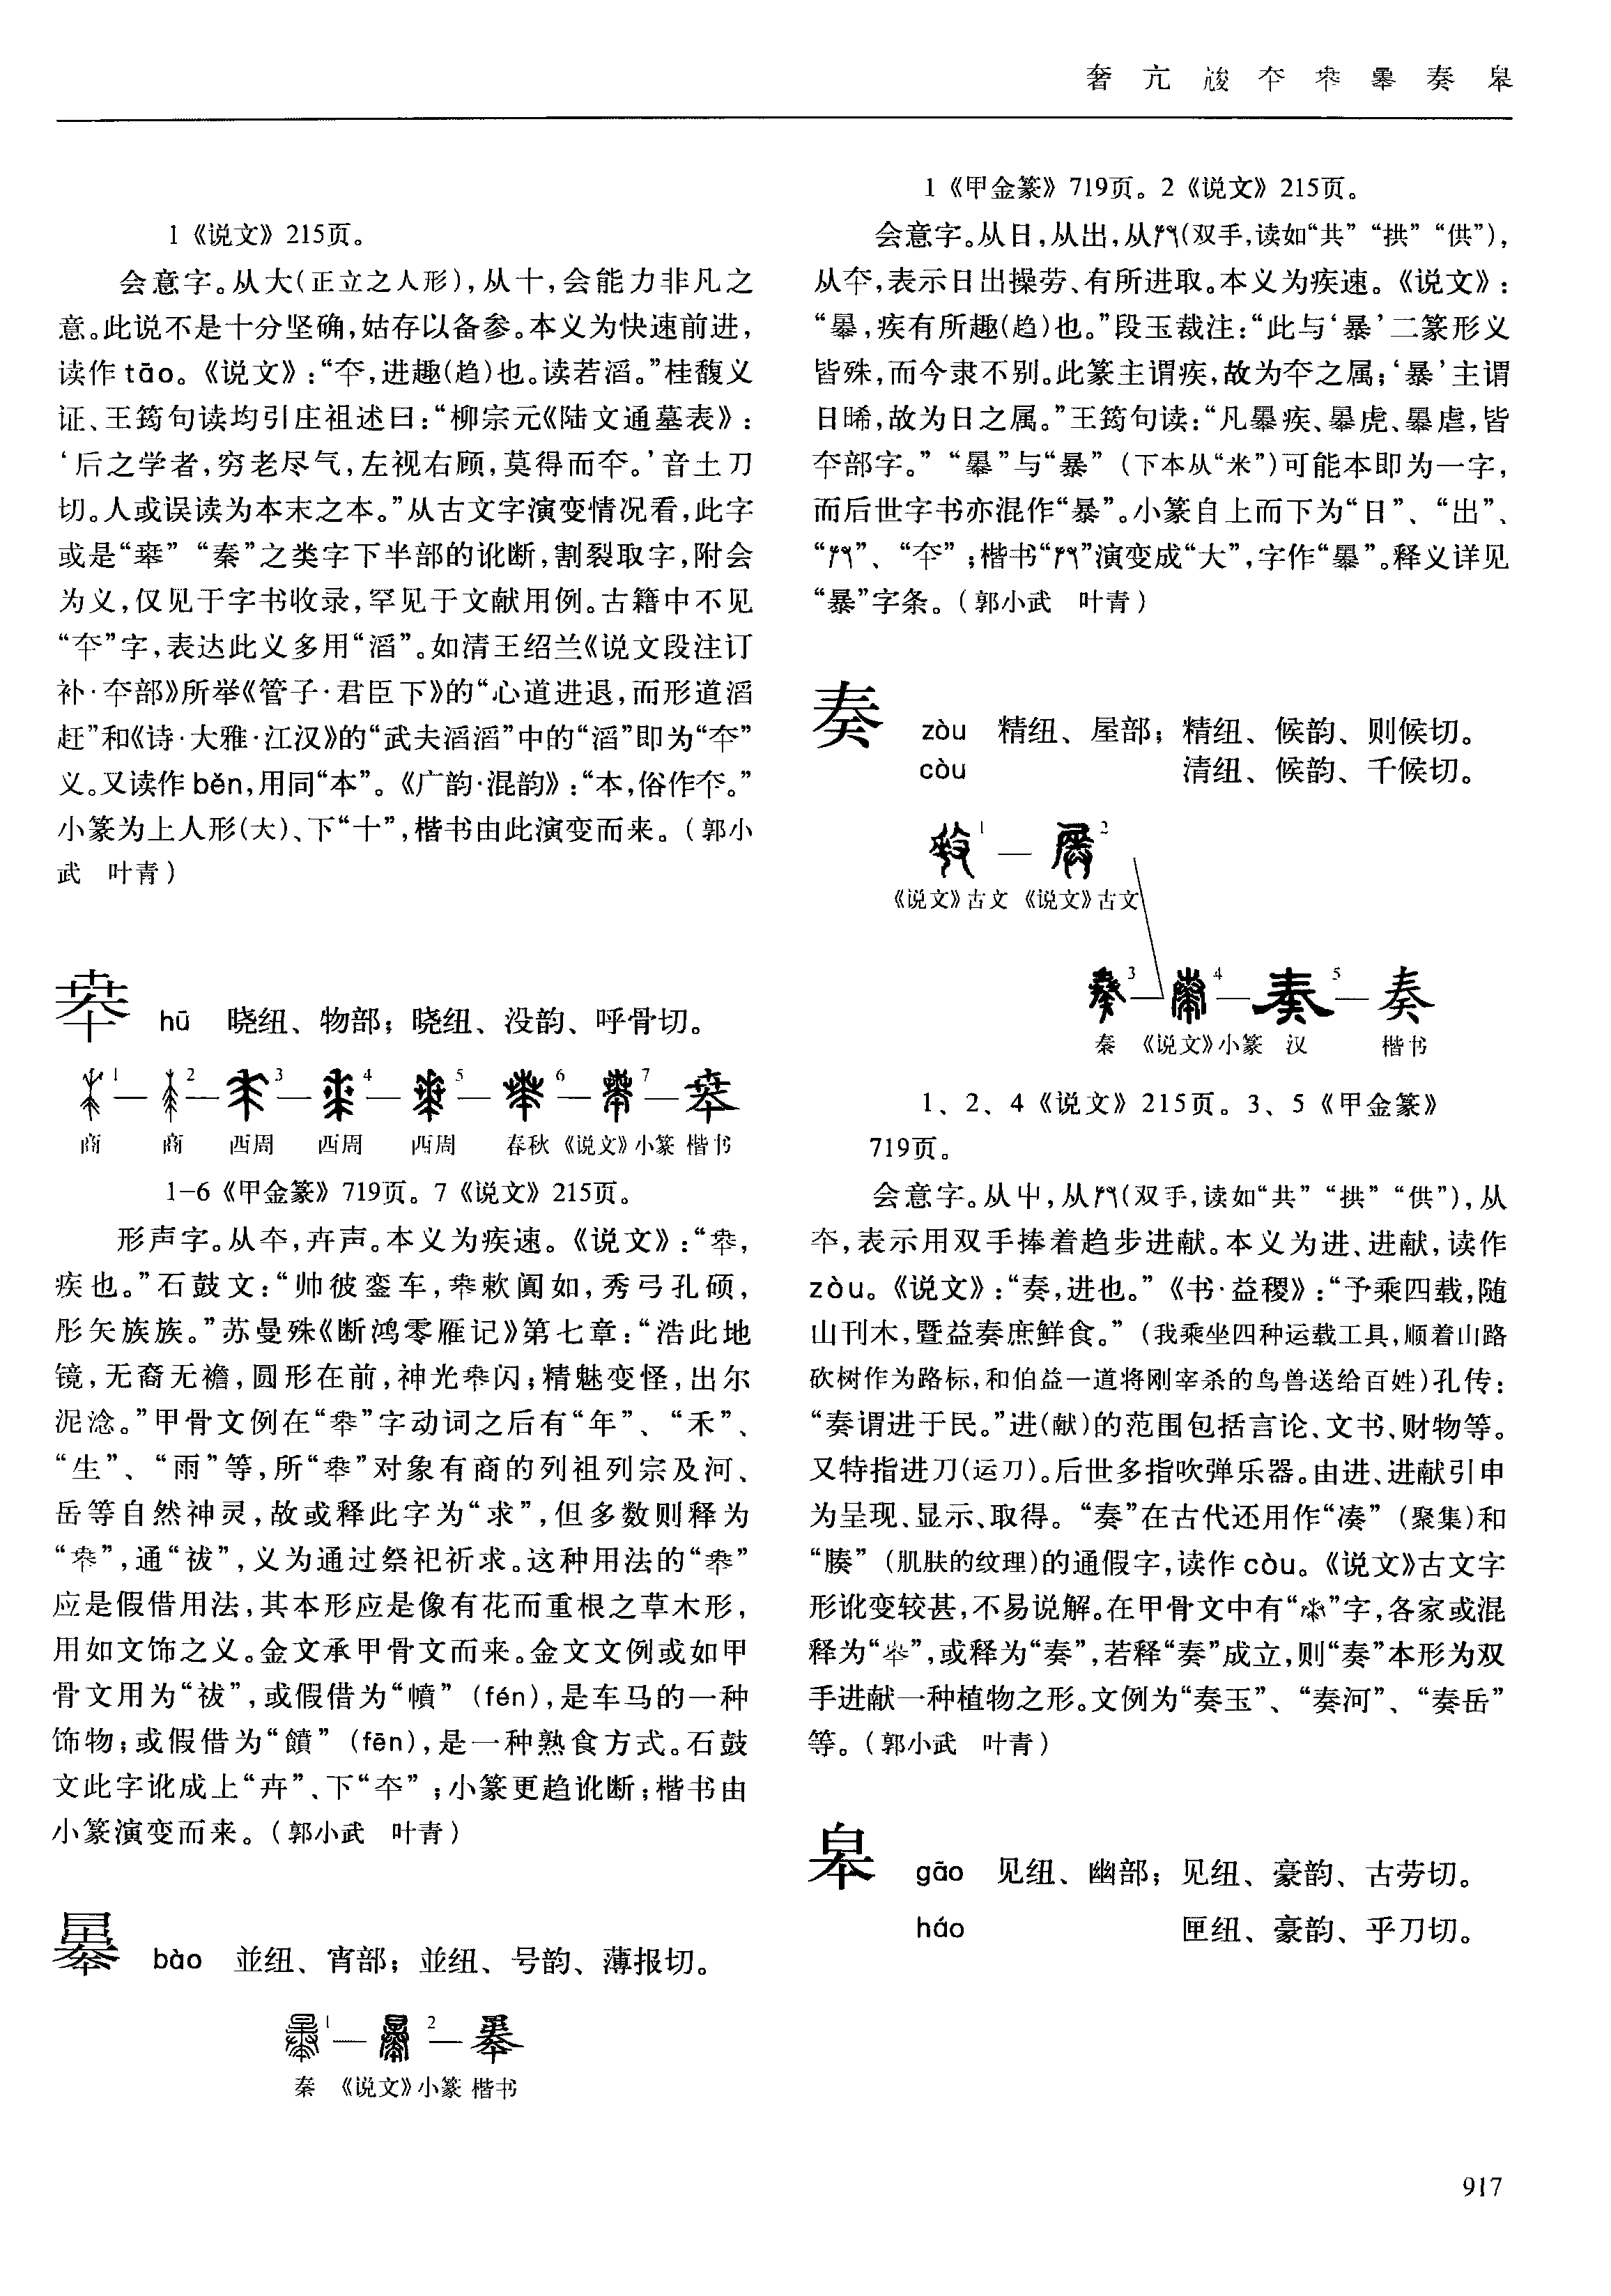 奢 亢 㚇 夲 𠦪 㬥 奏 皋
1《说文》215页。
会意字。从大(正立之人形),从十,会能力非凡之
意。此说不是十分坚确,姑存以备参。本义为快速前进,
读作tāo。《说文》:“夲,进趣(趋)也。读若滔。”桂馥义
证、王筠句读均引庄祖述曰:“柳宗元《陆文通墓表》:
‘后之学者,穷老尽气,左视右顾,莫得而夲。’音土刀
切。人或误读为本末之本。”从古文字演变情况看,此字
或是“𠦪”“秦”之类字下半部的讹断,割裂取字,附会
为义,仅见于字书收录,罕见于文献用例。古籍中不见
“夲”字,表达此义多用“滔”。如清王绍兰《说文段注订
补·夲部》所举《管子·君臣下》的“心道进退,而形道滔
赶”和《诗·大雅·江汉》的“武夫滔滔”中的“滔”即为“夲”
义。又读作běn,用同“本”。《广韵·混韵》:“本,俗作夲。”
小篆为上人形(大)、下“十”,楷书由此演变而来。(郭小
武 叶青)
𠦪 hū 晓纽、物部;晓纽、没韵、呼骨切。
1—2—3—4—5—6—7—𠦪
商 商 西周 西周 西周 春秋《说文》小篆 楷书
1-6《甲金篆》719页。7《说文》215页。
形声字。从夲,卉声。本义为疾速。《说文》:“𠦪,
疾也。”石鼓文:“帅彼銮车,𠦪欶阗如,秀弓孔硕,
彤矢族族。”苏曼殊《断鸿零雁记》第七章:“浩此地
镜,无裔无襜,圆形在前,神光𠦪闪;精魅变怪,出尔
泥淰。”甲骨文例在“𠦪”字动词之后有“年”、“禾”、
“生”、“雨”等,所“𠦪”对象有商的列祖列宗及河、
岳等自然神灵,故或释此字为“求”,但多数则释为
“𠦪”,通“祓”,义为通过祭祀祈求。这种用法的“𠦪”
应是假借用法,其本形应是像有花而重根之草木形,
用如文饰之义。金文承甲骨文而来。金文文例或如甲
骨文用为“祓”,或假借为“幩”(fén),是车马的一种
饰物;或假借为“饙”(fēn),是一种熟食方式。石鼓
文此字讹成上“卉”、下“夲”;小篆更趋讹断;楷书由
小篆演变而来。(郭小武 叶青)
㬥 bào 並纽、宵部;並纽、号韵、薄报切。
1—2—㬥
秦 《说文》小篆 楷书
1《甲金篆》719页。2《说文》215页。
会意字。从日,从出,从廾(双手,读如“共”“拱”“供”),
从夲,表示日出操劳、有所进取。本义为疾速。《说文》:
“㬥,疾有所趣(趋)也。”段玉裁注:“此与‘暴’二篆形义
皆殊,而今隶不别。此篆主谓疾,故为夲之属;‘暴’主谓
日晞,故为日之属。”王筠句读:“凡㬥疾、㬥虎、㬥虐,皆
夲部字。”“㬥”与“暴”(下本从“米”)可能本即为一字,
而后世字书亦混作“暴”。小篆自上而下为“日”、“出”、
“廾”、“夲”;楷书“廾”演变成“大”,字作“㬥”。释义详见
“暴”字条。(郭小武 叶青)
奏 zòu 精纽、屋部;精纽、候韵、则候切。
còu 清纽、候韵、千候切。
1—2
《说文》古文 《说文》古文
3—4—5—奏
秦 《说文》小篆 汉 楷书
1、2、4《说文》215页。3、5《甲金篆》
719页。
会意字。从屮,从廾(双手,读如“共”“拱”“供”),从
夲,表示用双手捧着趋步进献。本义为进、进献,读作
zòu。《说文》:“奏,进也。”《书·益稷》:“予乘四载,随
山刊木,暨益奏庶鲜食。”(我乘坐四种运载工具,顺着山路
砍树作为路标,和伯益一道将刚宰杀的鸟兽送给百姓)孔传:
“奏谓进于民。”进(献)的范围包括言论、文书、财物等。
又特指进刀(运刀)。后世多指吹弹乐器。由进、进献引申
为呈现、显示、取得。“奏”在古代还用作“凑”(聚集)和
“腠”(肌肤的纹理)的通假字,读作còu。《说文》古文字
形讹变较甚,不易说解。在甲骨文中有“”字,各家或混
释为“𠦪”,或释为“奏”,若释“奏”成立,则“奏”本形为双
手进献一种植物之形。文例为“奏玉”、“奏河”、“奏岳”
等。(郭小武 叶青)
皋 gāo 见纽、幽部;见纽、豪韵、古劳切。
háo 匣纽、豪韵、乎刀切。
917